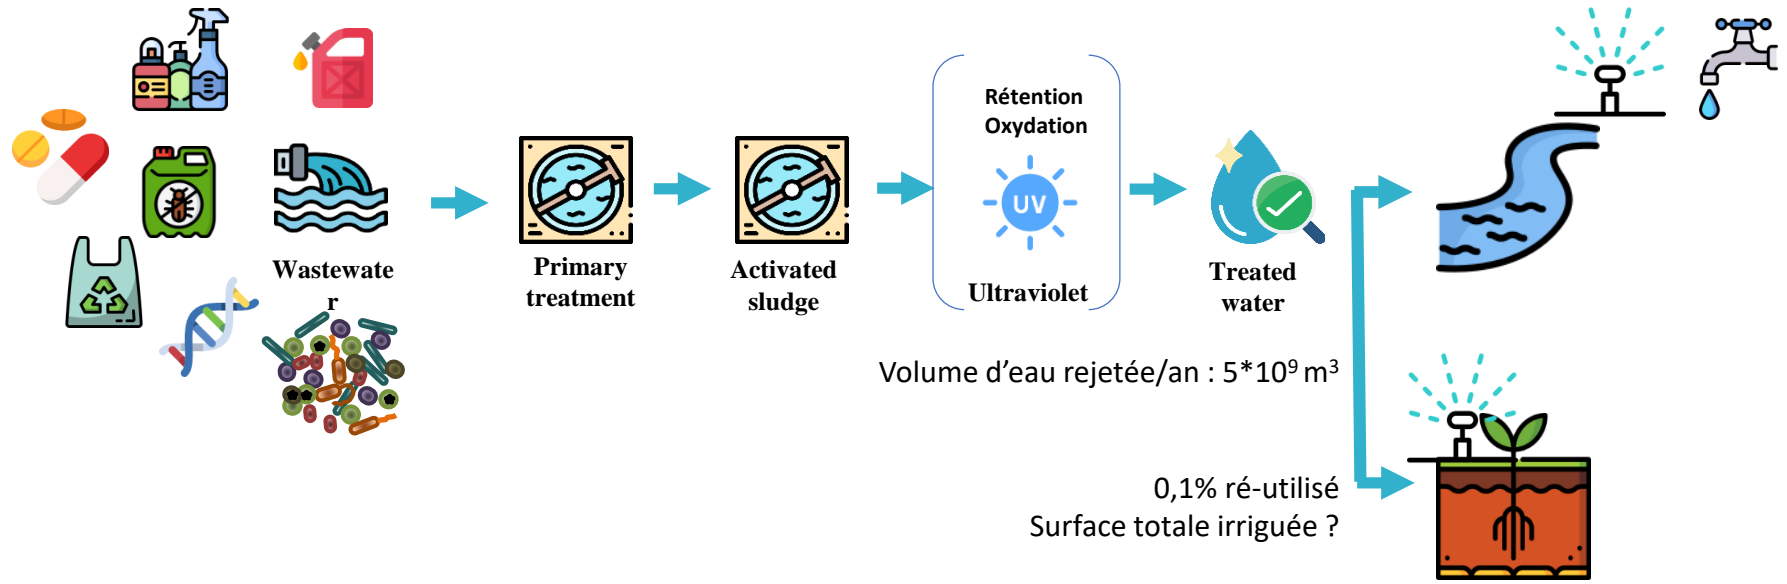 Rétention
Oxydation
UV
Wastewate
r
Primary
treatment
Activated
sludge
Ultraviolet
Treated
water
Volume d’eau rejetée/an : 5*10⁹ m³
0,1% ré-utilisé
Surface totale irriguée ?